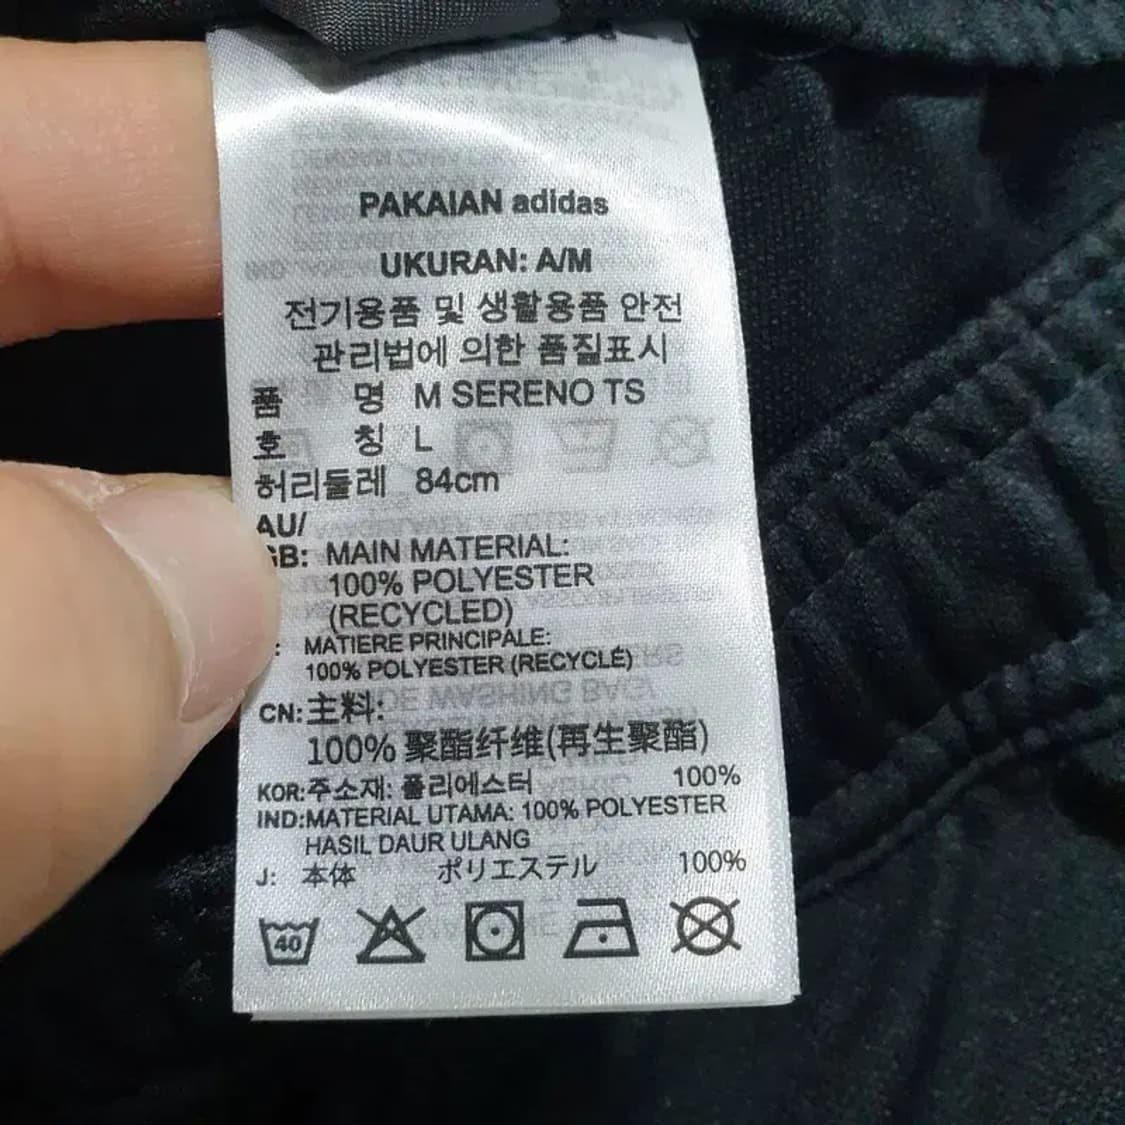 PAKAIAN adidas
UKURAN: A/M
전기용품 및 생활용품 안전
관리법에 의한 품질표시
품 명 M SERENO TS
호 칭 L
허리둘레 84cm
AU/
GB: MAIN MATERIAL:
100% POLYESTER
(RECYCLED)
: MATIERE PRINCIPALE:
100% POLYESTER (RECYCLÉ)
CN: 主料:
100% 聚酯纤维(再生聚酯)
KOR: 주소재: 폴리에스터 100%
IND: MATERIAL UTAMA: 100% POLYESTER
HASIL DAUR ULANG
J: 本体 ポリエステル 100%
40